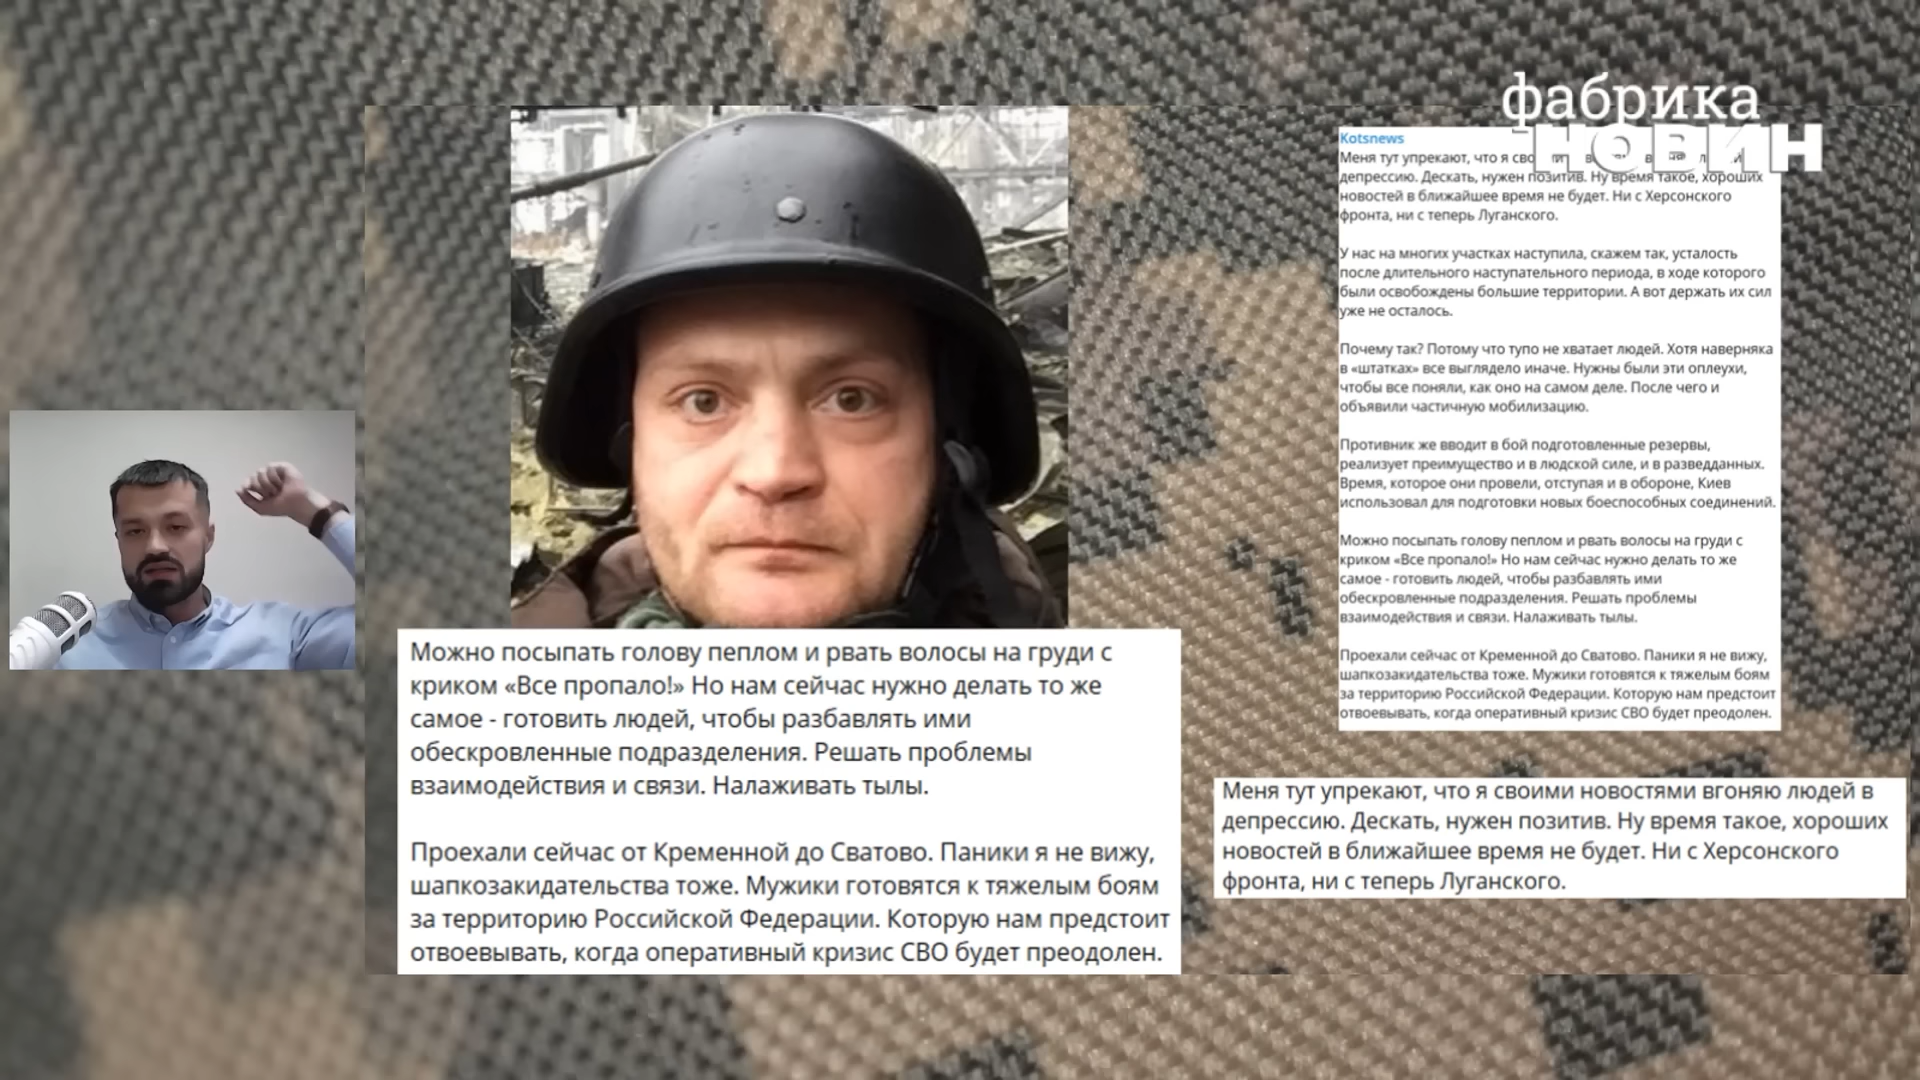 фабрика
новин
Kotsnews
Меня тут упрекают, что я
депрессию. Дескать, нужен позитив. Ну время такое, хороших
новостей в ближайшее время не будет. Ни с Херсонского
фронта, ни с теперь Луганского.
У нас на многих участках наступила, скажем так, усталость
после длительного наступательного периода, в ходе которого
были освобождены большие территории. А вот держать их сил
уже не осталось.
Почему так? Потому что тупо не хватает людей. Хотя наверняка
в «штатках» все выглядело иначе. Нужны были эти оплеухи,
чтобы все поняли, как оно на самом деле. После чего и
объявили частичную мобилизацию.
Противник же вводит в бой подготовленные резервы,
реализует преимущество и в людской силе, и в разведданных.
Время, которое они провели, отступая и в обороне, Киев
использовал для подготовки новых боеспособных соединений.
Можно посыпать голову пеплом и рвать волосы на груди с
криком «Все пропало!» Но нам сейчас нужно делать то же
самое - готовить людей, чтобы разбавлять ими
обескровленные подразделения. Решать проблемы
взаимодействия и связи. Налаживать тылы.
Проехали сейчас от Кременной до Сватово. Паники я не вижу,
шапкозакидательства тоже. Мужики готовятся к тяжелым боям
за территорию Российской Федерации. Которую нам предстоит
отвоевывать, когда оперативный кризис СВО будет преодолен.
Можно посыпать голову пеплом и рвать волосы на груди с
криком «Все пропало!» Но нам сейчас нужно делать то же
самое - готовить людей, чтобы разбавлять ими
обескровленные подразделения. Решать проблемы
взаимодействия и связи. Налаживать тылы.
Проехали сейчас от Кременной до Сватово. Паники я не вижу,
шапкозакидательства тоже. Мужики готовятся к тяжелым боям
за территорию Российской Федерации. Которую нам предстоит
отвоевывать, когда оперативный кризис СВО будет преодолен.
Меня тут упрекают, что я своими новостями вгоняю людей в
депрессию. Дескать, нужен позитив. Ну время такое, хороших
новостей в ближайшее время не будет. Ни с Херсонского
фронта, ни с теперь Луганского.